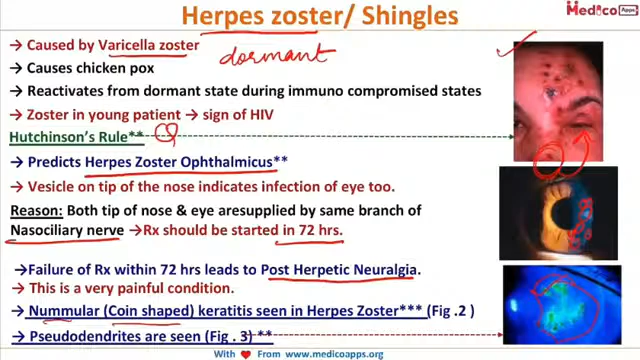 Herpes zoster/ Shingles
Medico Apps
→ Caused by Varicella zoster
dormant
→ Causes chicken pox
→ Reactivates from dormant state during immuno compromised states
→ Zoster in young patient → sign of HIV
Hutchinson's Rule**
→ Predicts Herpes Zoster Ophthalmicus**
→ Vesicle on tip of the nose indicates infection of eye too.
Reason: Both tip of nose & eye aresupplied by same branch of
Nasociliary nerve → Rx should be started in 72 hrs.
→ Failure of Rx within 72 hrs leads to Post Herpetic Neuralgia.
→ This is a very painful condition.
→ Nummular (Coin shaped) keratitis seen in Herpes Zoster*** (Fig .2 )
→ Pseudodendrites are seen (Fig . 3) **
With ❤ From www.medicoapps.org